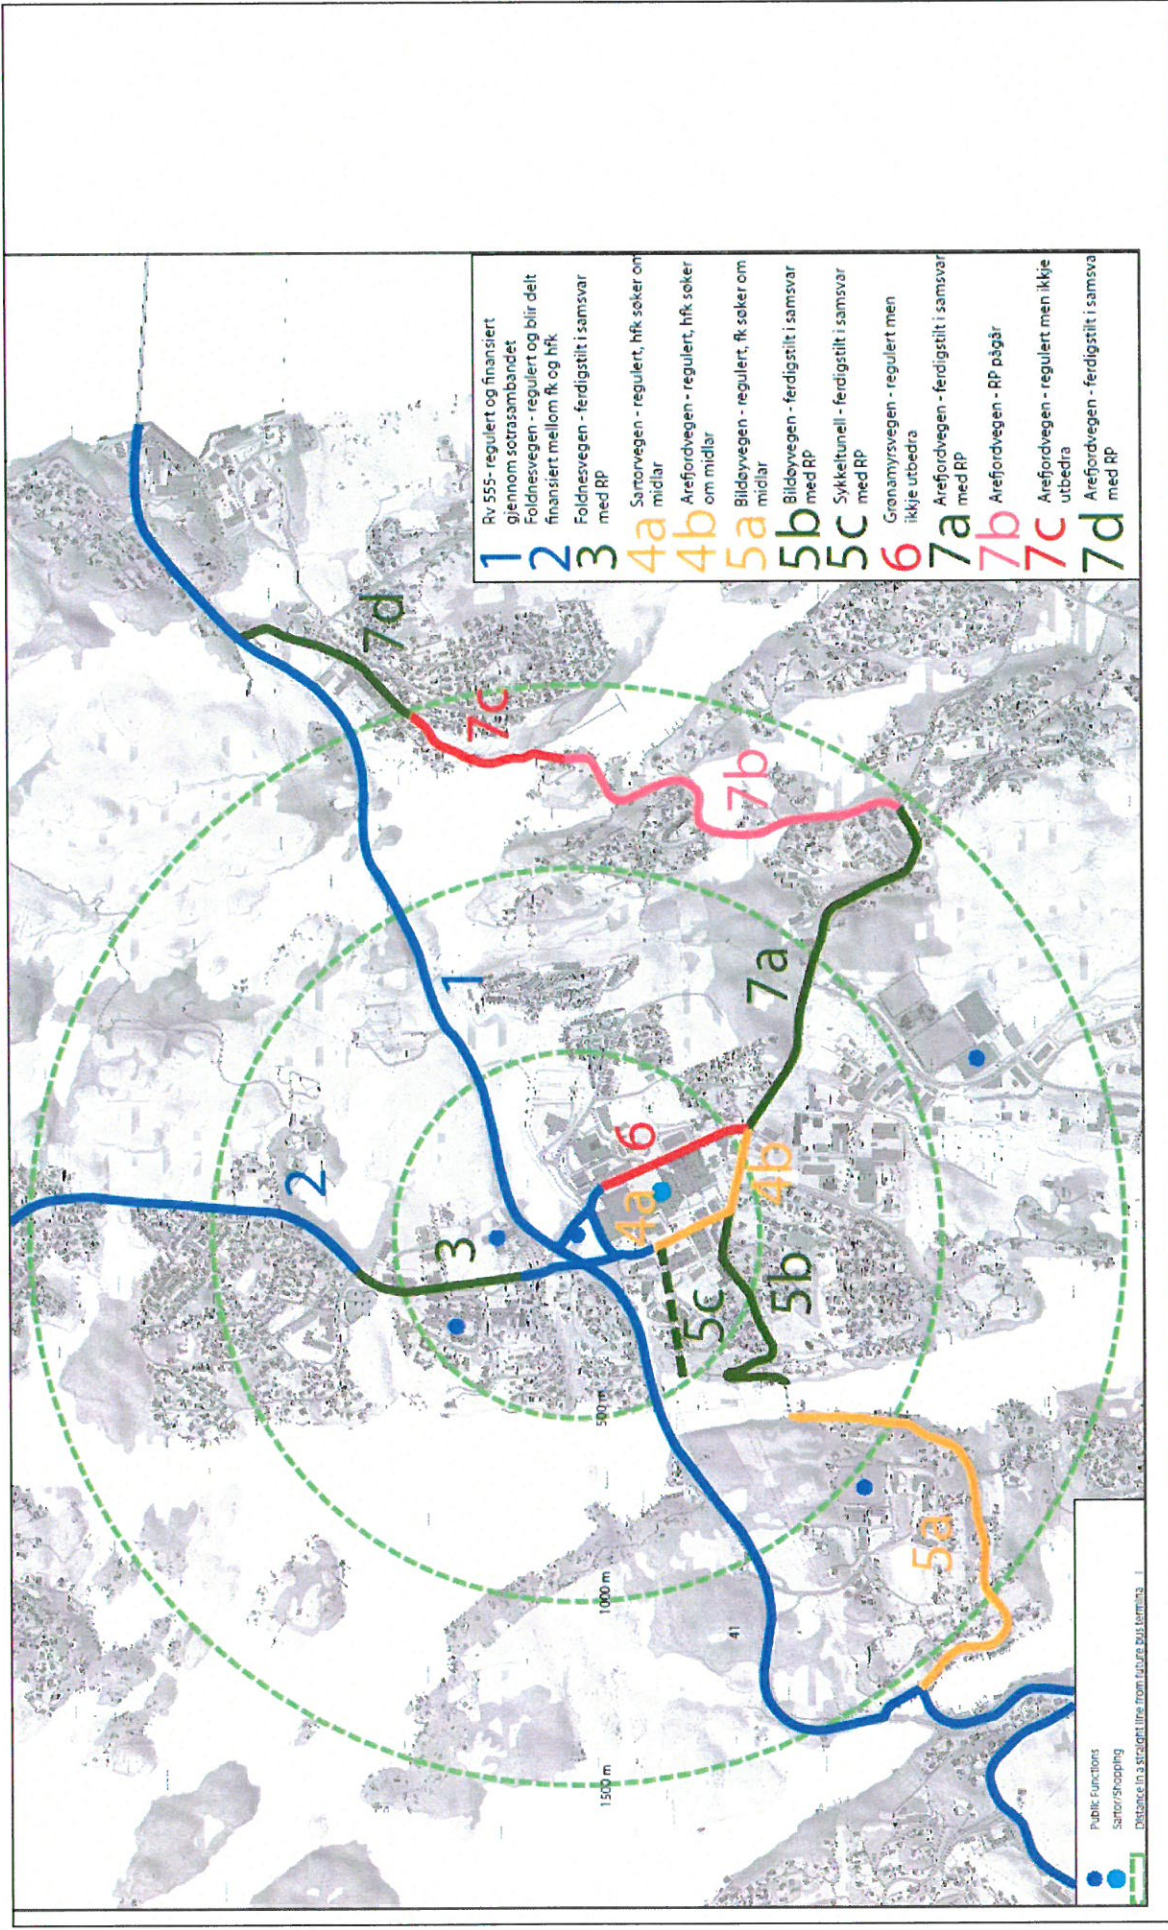 1
Rv 555- regulert og finansiert
gjennom sotrasambandet
2
Foldnesvegen - regulert og blir delt
finansiert mellom fk og hfk
3
Foldnesvegen - ferdigstilt i samsvar
med RP
4a
Sartorvegen - regulert, hfk søker om
midlar
4b
Arefjordvegen - regulert, hfk søker
om midlar
5a
Bildøyvegen - regulert, fk søker om
midlar
5b
Bildøyvegen - ferdigstilt i samsvar
med RP
5c
Sykkeltunell - ferdigstilt i samsvar
med RP
6
Grønamyrsvegen - regulert men
ikkje utbedra
7a
Arefjordvegen - ferdigstilt i samsvar
med RP
7b
Arefjordvegen - RP pågår
7c
Arefjordvegen - regulert men ikkje
utbedra
7d
Arefjordvegen - ferdigstilt i samsva
med RP
2
3
1
7d
7c
7b
7a
6
4a
4b
5c
5b
5a
500 m
1000 m
1500 m
41
Public Functions
Sartor/Shopping
Distance in a straight line from future bus termina